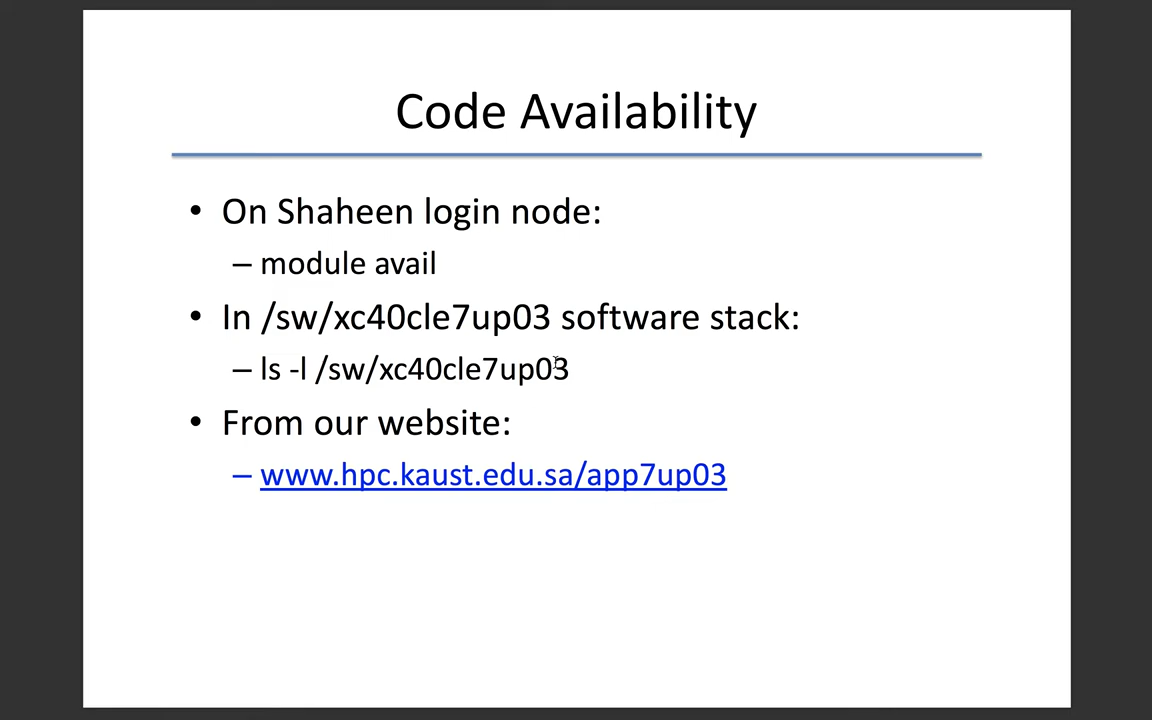 Code Availability
• On Shaheen login node:
– module avail
• In /sw/xc40cle7up03 software stack:
– ls -l /sw/xc40cle7up03
• From our website:
– www.hpc.kaust.edu.sa/app7up03